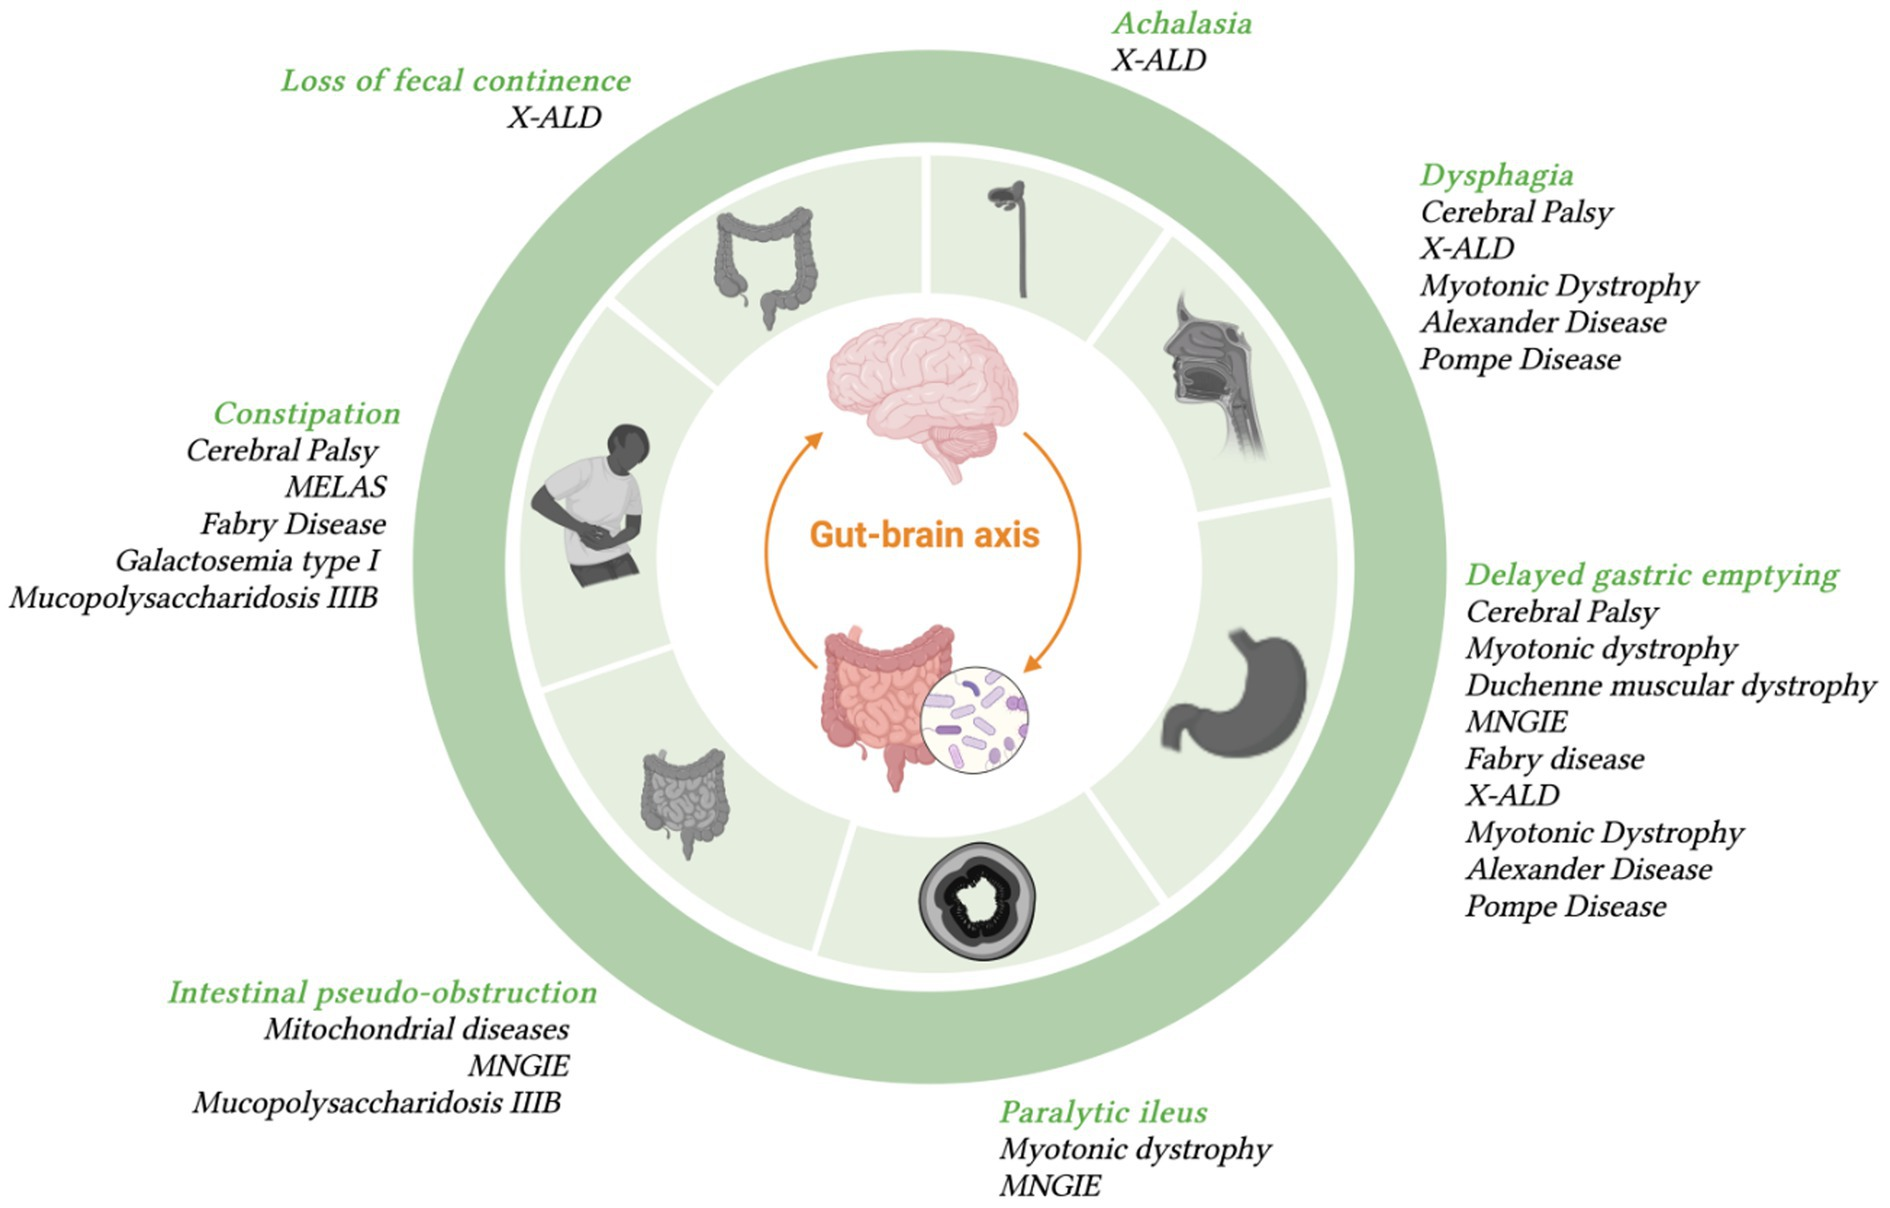 Achalasia
X-ALD
Loss of fecal continence
X-ALD
Dysphagia
Cerebral Palsy
X-ALD
Myotonic Dystrophy
Alexander Disease
Pompe Disease
Constipation
Cerebral Palsy
MELAS
Fabry Disease
Galactosemia type I
Mucopolysaccharidosis IIIB
Gut-brain axis
Delayed gastric emptying
Cerebral Palsy
Myotonic dystrophy
Duchenne muscular dystrophy
MNGIE
Fabry disease
X-ALD
Myotonic Dystrophy
Alexander Disease
Pompe Disease
Intestinal pseudo-obstruction
Mitochondrial diseases
MNGIE
Mucopolysaccharidosis IIIB
Paralytic ileus
Myotonic dystrophy
MNGIE